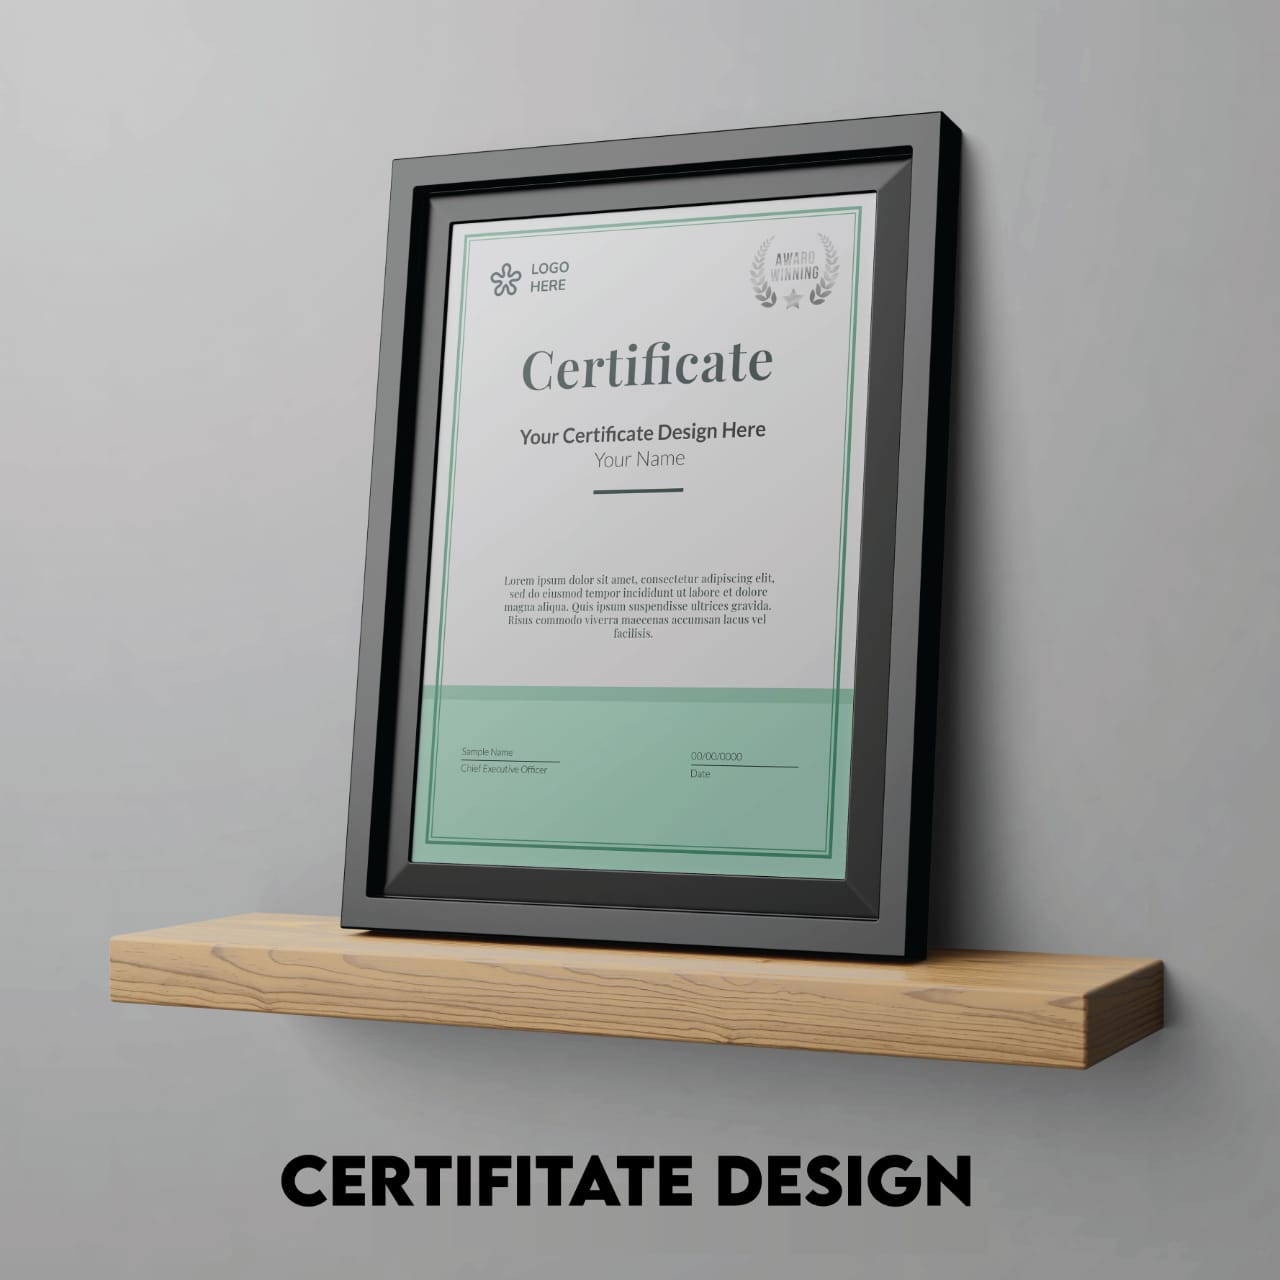 LOGO
HERE
AWARD
WINNING
Certificate
Your Certificate Design Here
Your Name
Lorem ipsum dolor sit amet, consectetur adipiscing elit,
sed do eiusmod tempor incididunt ut labore et dolore
magna aliqua. Quis ipsum suspendisse ultrices gravida.
Risus commodo viverra maecenas accumsan lacus vel
facilisis.
Sample Name
Chief Executive Officer
00/00/0000
Date
CERTIFITATE DESIGN